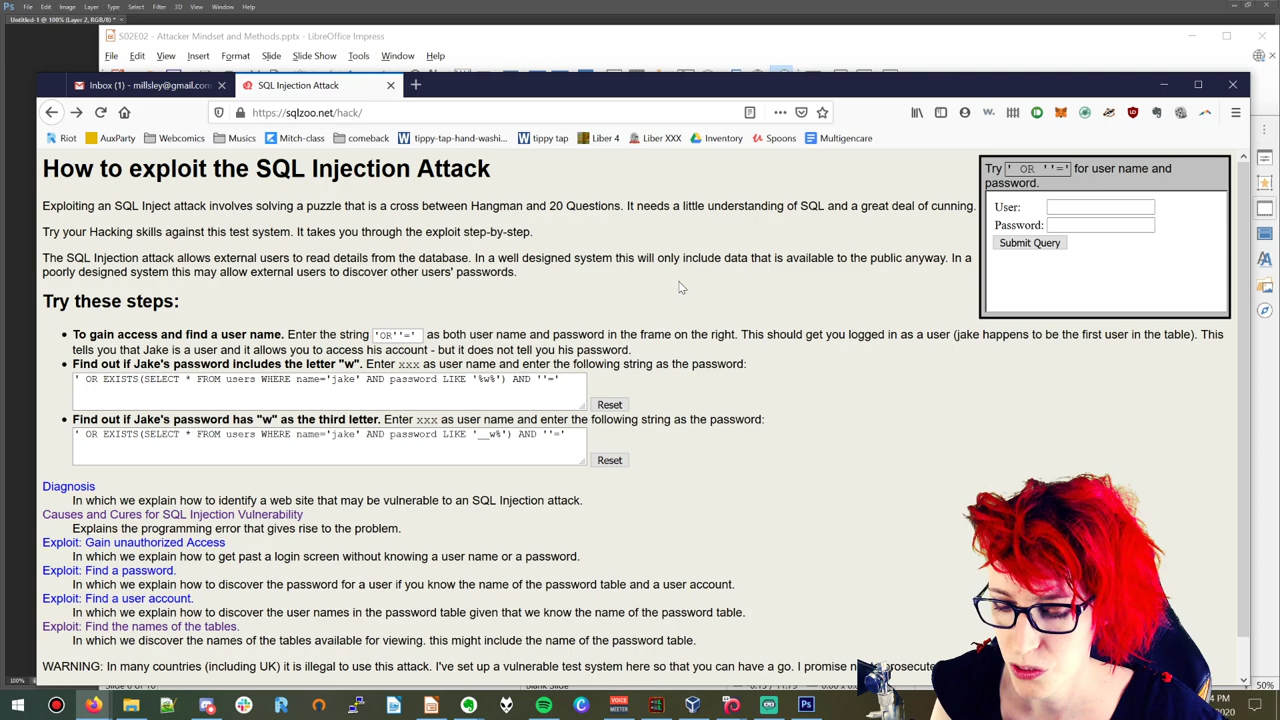 Ps File Edit Image Layer Type Select Filter 3D View Window Help
Untitled-1 @ 100% (Layer 2, RGB/8) *
S02E02 - Attacker Mindset and Methods.pptx - LibreOffice Impress
File Edit View Insert Format Slide Slide Show Tools Window Help
Inbox (1) - millsley@gmail.com
SQL Injection Attack
https://sqlzoo.net/hack/
Riot AuxParty Webcomics Musics Mitch-class comeback tippy-tap-hand-washi... tippy tap Liber 4 Liber XXX Inventory Spoons Multigencare
How to exploit the SQL Injection Attack
Try ' OR ''=' for user name and
password.
Exploiting an SQL Inject attack involves solving a puzzle that is a cross between Hangman and 20 Questions. It needs a little understanding of SQL and a great deal of cunning.
User:
Password:
Submit Query
Try your Hacking skills against this test system. It takes you through the exploit step-by-step.
The SQL Injection attack allows external users to read details from the database. In a well designed system this will only include data that is available to the public anyway. In a
poorly designed system this may allow external users to discover other users' passwords.
Try these steps:
To gain access and find a user name. Enter the string 'OR''=' as both user name and password in the frame on the right. This should get you logged in as a user (jake happens to be the first user in the table). This
tells you that Jake is a user and it allows you to access his account - but it does not tell you his password.
Find out if Jake's password includes the letter "w". Enter xxx as user name and enter the following string as the password:
' OR EXISTS(SELECT * FROM users WHERE name='jake' AND password LIKE '%w%') AND ''='
Reset
Find out if Jake's password has "w" as the third letter. Enter xxx as user name and enter the following string as the password:
' OR EXISTS(SELECT * FROM users WHERE name='jake' AND password LIKE '__w%') AND ''='
Reset
Diagnosis
In which we explain how to identify a web site that may be vulnerable to an SQL Injection attack.
Causes and Cures for SQL Injection Vulnerability
Explains the programming error that gives rise to the problem.
Exploit: Gain unauthorized Access
In which we explain how to get past a login screen without knowing a user name or a password.
Exploit: Find a password.
In which we explain how to discover the password for a user if you know the name of the password table and a user account.
Exploit: Find a user account.
In which we explain how to discover the user names in the password table given that we know the name of the password table.
Exploit: Find the names of the tables.
In which we discover the names of the tables available for viewing. this might include the name of the password table.
WARNING: In many countries (including UK) it is illegal to use this attack. I've set up a vulnerable test system here so that you can have a go. I promise
100%
50%
VOICE
MEETER
Ps